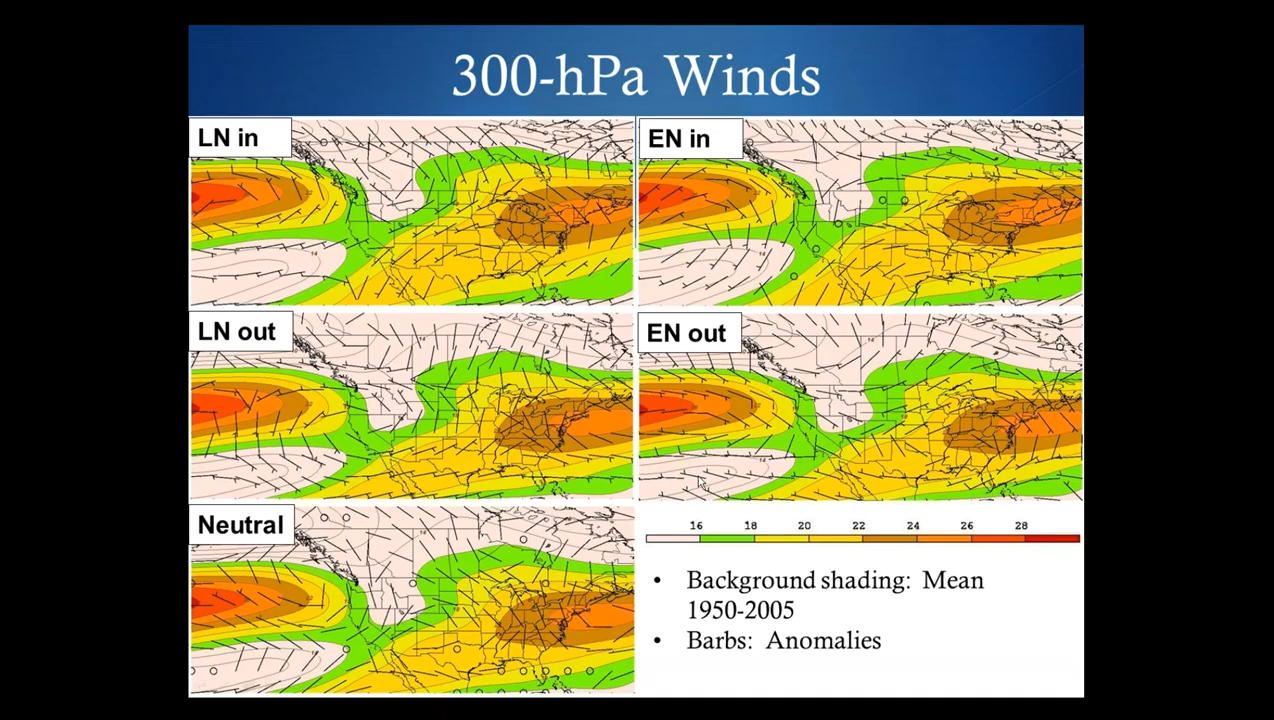 300-hPa Winds
LN in
EN in
LN out
EN out
Neutral
16 18 20 22 24 26 28
• Background shading: Mean
1950-2005
• Barbs: Anomalies